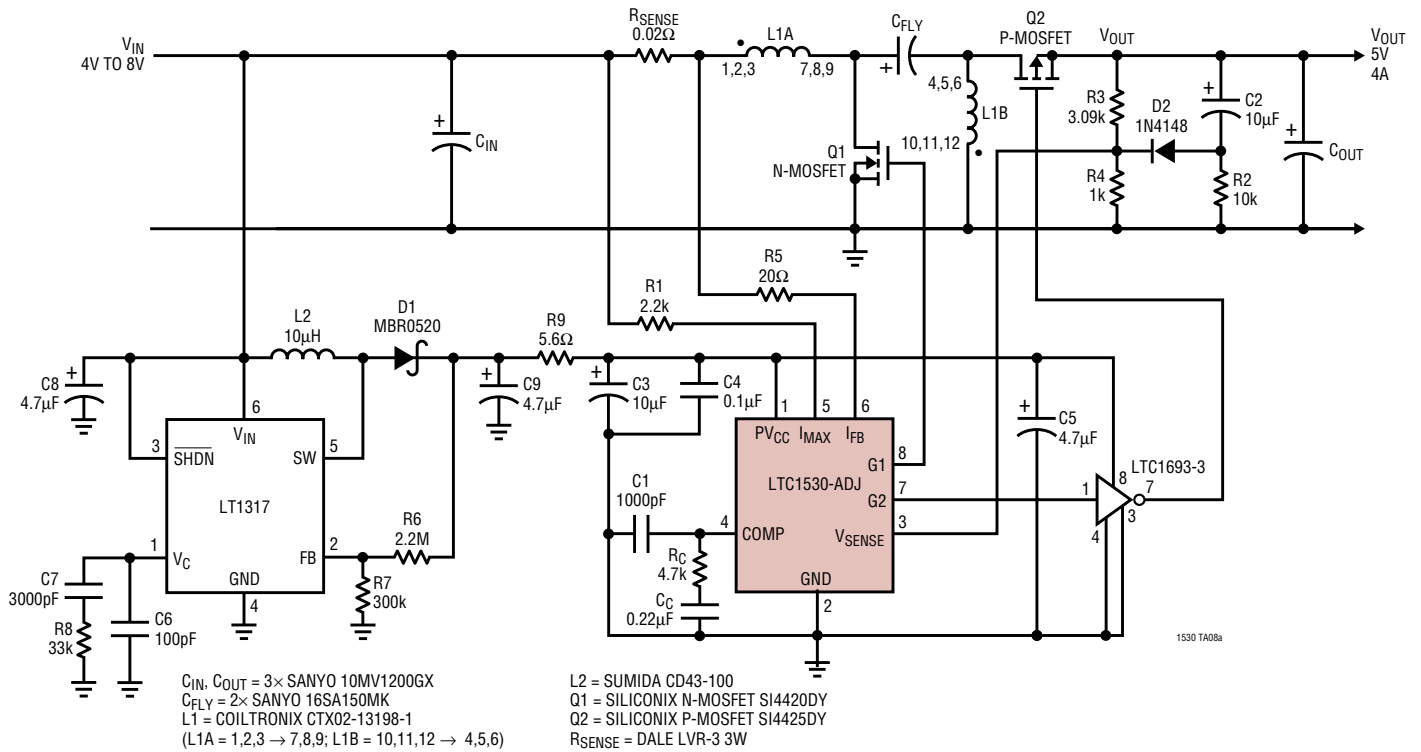 VIN
4V TO 8V
RSENSE
0.02Ω
L1A
1,2,3
7,8,9
CFLY
+
Q2
P-MOSFET
VOUT
VOUT
5V
4A
+
CIN
4,5,6
L1B
10,11,12
Q1
N-MOSFET
R3
3.09k
D2
1N4148
+
C2
10µF
+
COUT
R4
1k
R2
10k
R5
20Ω
R1
2.2k
L2
10µH
D1
MBR0520
R9
5.6Ω
+
C8
4.7µF
+
C9
4.7µF
+
C3
10µF
C4
0.1µF
+
C5
4.7µF
6
VIN
3
SHDN
5
SW
LT1317
1
VC
2
FB
GND
4
R6
2.2M
R7
300k
C7
3000pF
R8
33k
C6
100pF
1
5
6
PVCC
IMAX
IFB
8
G1
LTC1530-ADJ
7
G2
4
COMP
3
VSENSE
GND
2
C1
1000pF
RC
4.7k
CC
0.22µF
LTC1693-3
1
8
7
3
4
1530 TA08a
CIN, COUT = 3× SANYO 10MV1200GX
CFLY = 2× SANYO 16SA150MK
L1 = COILTRONIX CTX02-13198-1
(L1A = 1,2,3 → 7,8,9; L1B = 10,11,12 → 4,5,6)
L2 = SUMIDA CD43-100
Q1 = SILICONIX N-MOSFET SI4420DY
Q2 = SILICONIX P-MOSFET SI4425DY
RSENSE = DALE LVR-3 3W